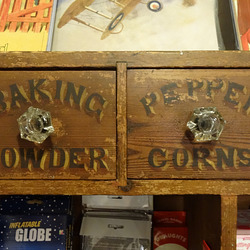 BAKING
POWDER
PEPPER
CORNS
INFLATABLE
GLOBE